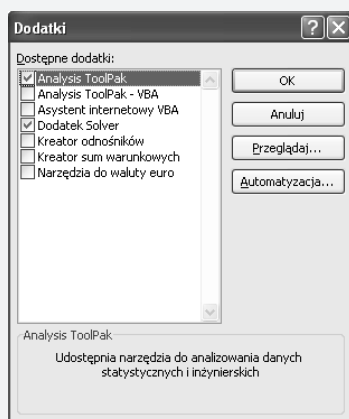 Dodatki
Dostępne dodatki:
Analysis ToolPak
Analysis ToolPak - VBA
Asystent internetowy VBA
Dodatek Solver
Kreator odnośników
Kreator sum warunkowych
Narzędzia do waluty euro
OK
Anuluj
Przeglądaj...
Automatyzacja...
Analysis ToolPak
Udostępnia narzędzia do analizowania danych
statystycznych i inżynierskich